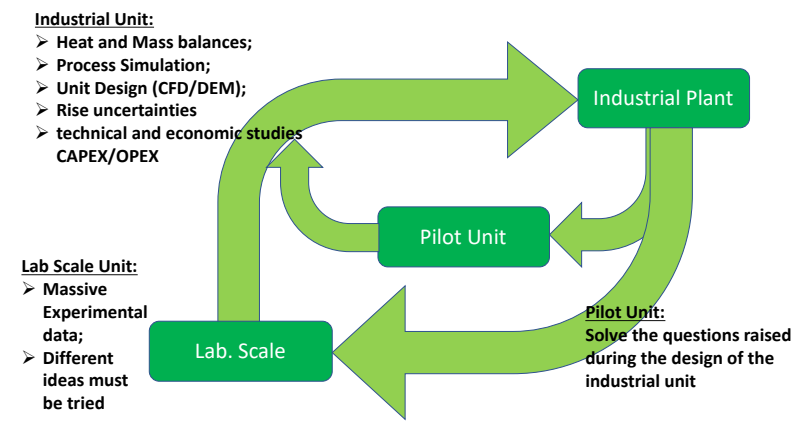 Industrial Unit:
➢ Heat and Mass balances;
➢ Process Simulation;
➢ Unit Design (CFD/DEM);
➢ Rise uncertainties
➢ technical and economic studies
CAPEX/OPEX
Industrial Plant
Pilot Unit
Lab Scale Unit:
➢ Massive
Experimental
data;
➢ Different
ideas must
be tried
Lab. Scale
Pilot Unit:
Solve the questions raised
during the design of the
industrial unit